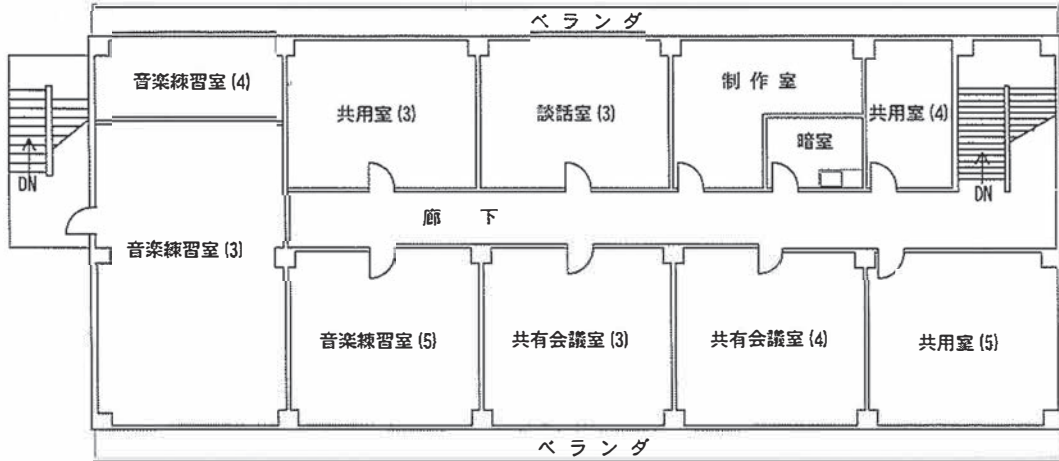 ベランダ
音楽練習室(4)
共用室(3)
談話室(3)
制作室
暗室
共用室(4)
DN
DN
廊下
音楽練習室(3)
音楽練習室(5)
共有会議室(3)
共有会議室(4)
共用室(5)
ベランダ